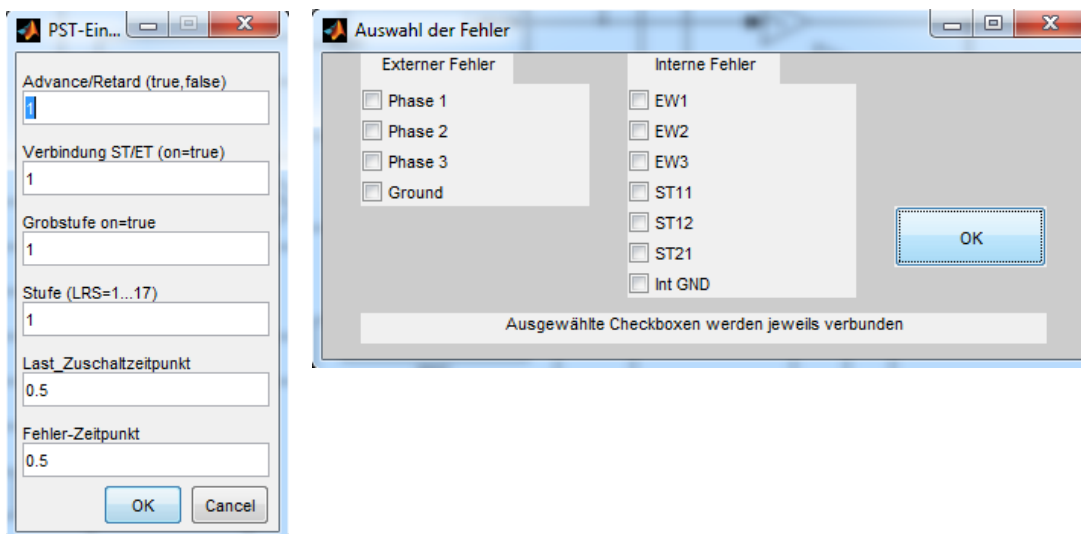 PST-Ein...
Advance/Retard (true,false)
1
Verbindung ST/ET (on=true)
1
Grobstufe on=true
1
Stufe (LRS=1...17)
1
Last_Zuschaltzeitpunkt
0.5
Fehler-Zeitpunkt
0.5
OK Cancel
Auswahl der Fehler
Externer Fehler
Phase 1
Phase 2
Phase 3
Ground
Interne Fehler
EW1
EW2
EW3
ST11
ST12
ST21
Int GND
OK
Ausgewählte Checkboxen werden jeweils verbunden